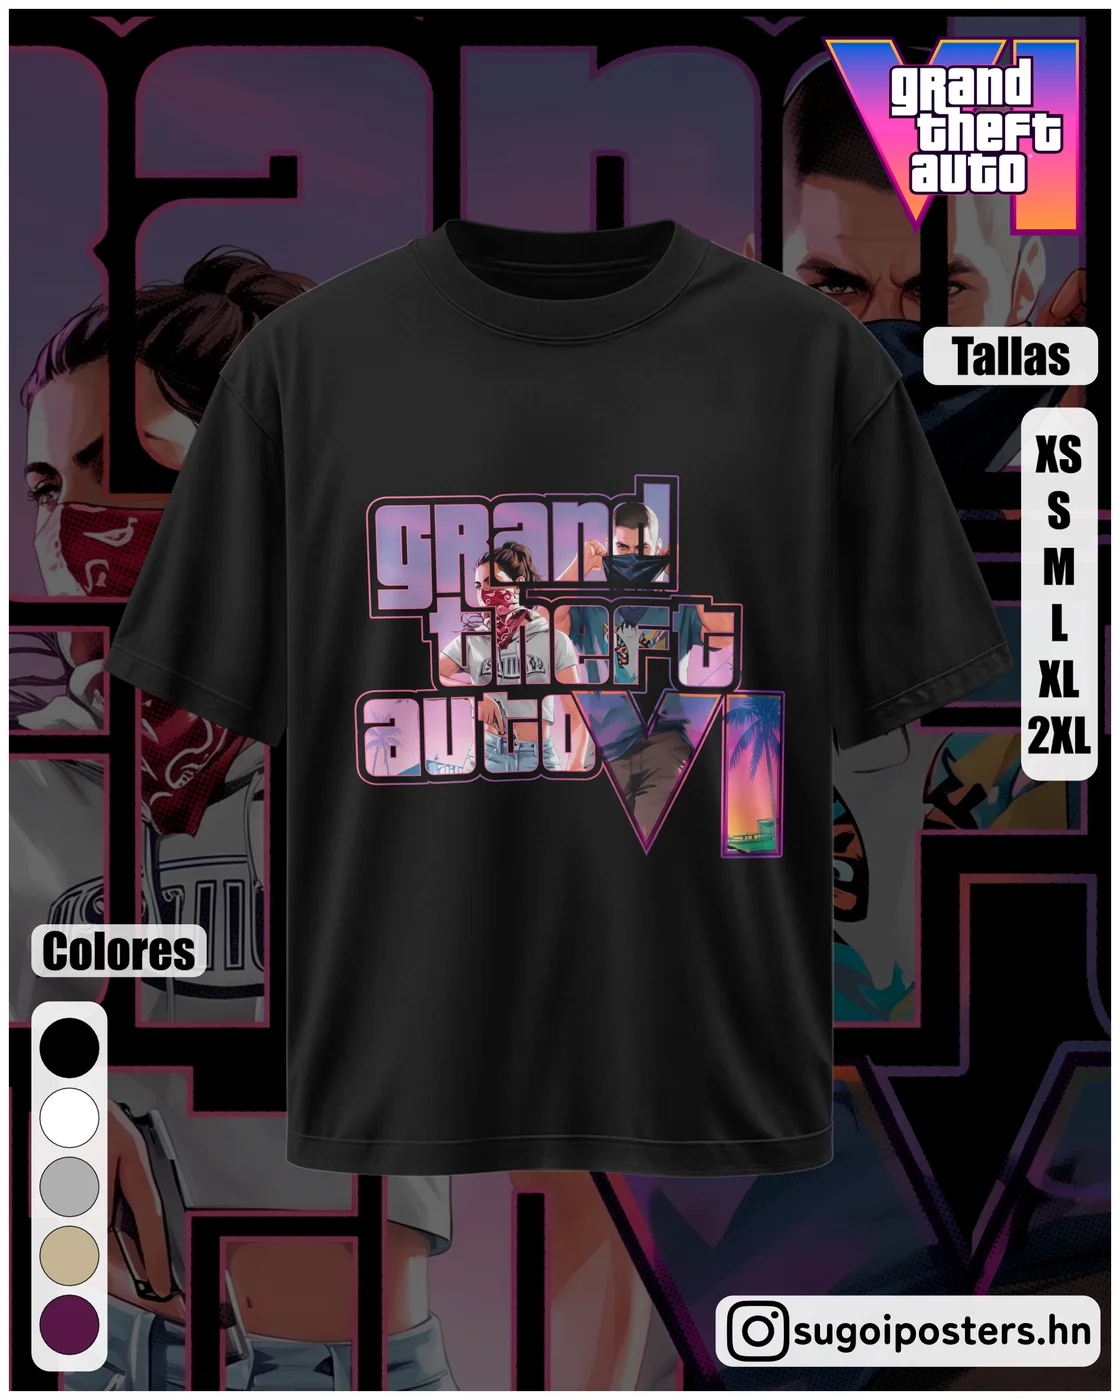 VI
grand
theft
auto
Tallas
XS
S
M
L
XL
2XL
grand
theft
auto VI
Colores
sugoiposters.hn